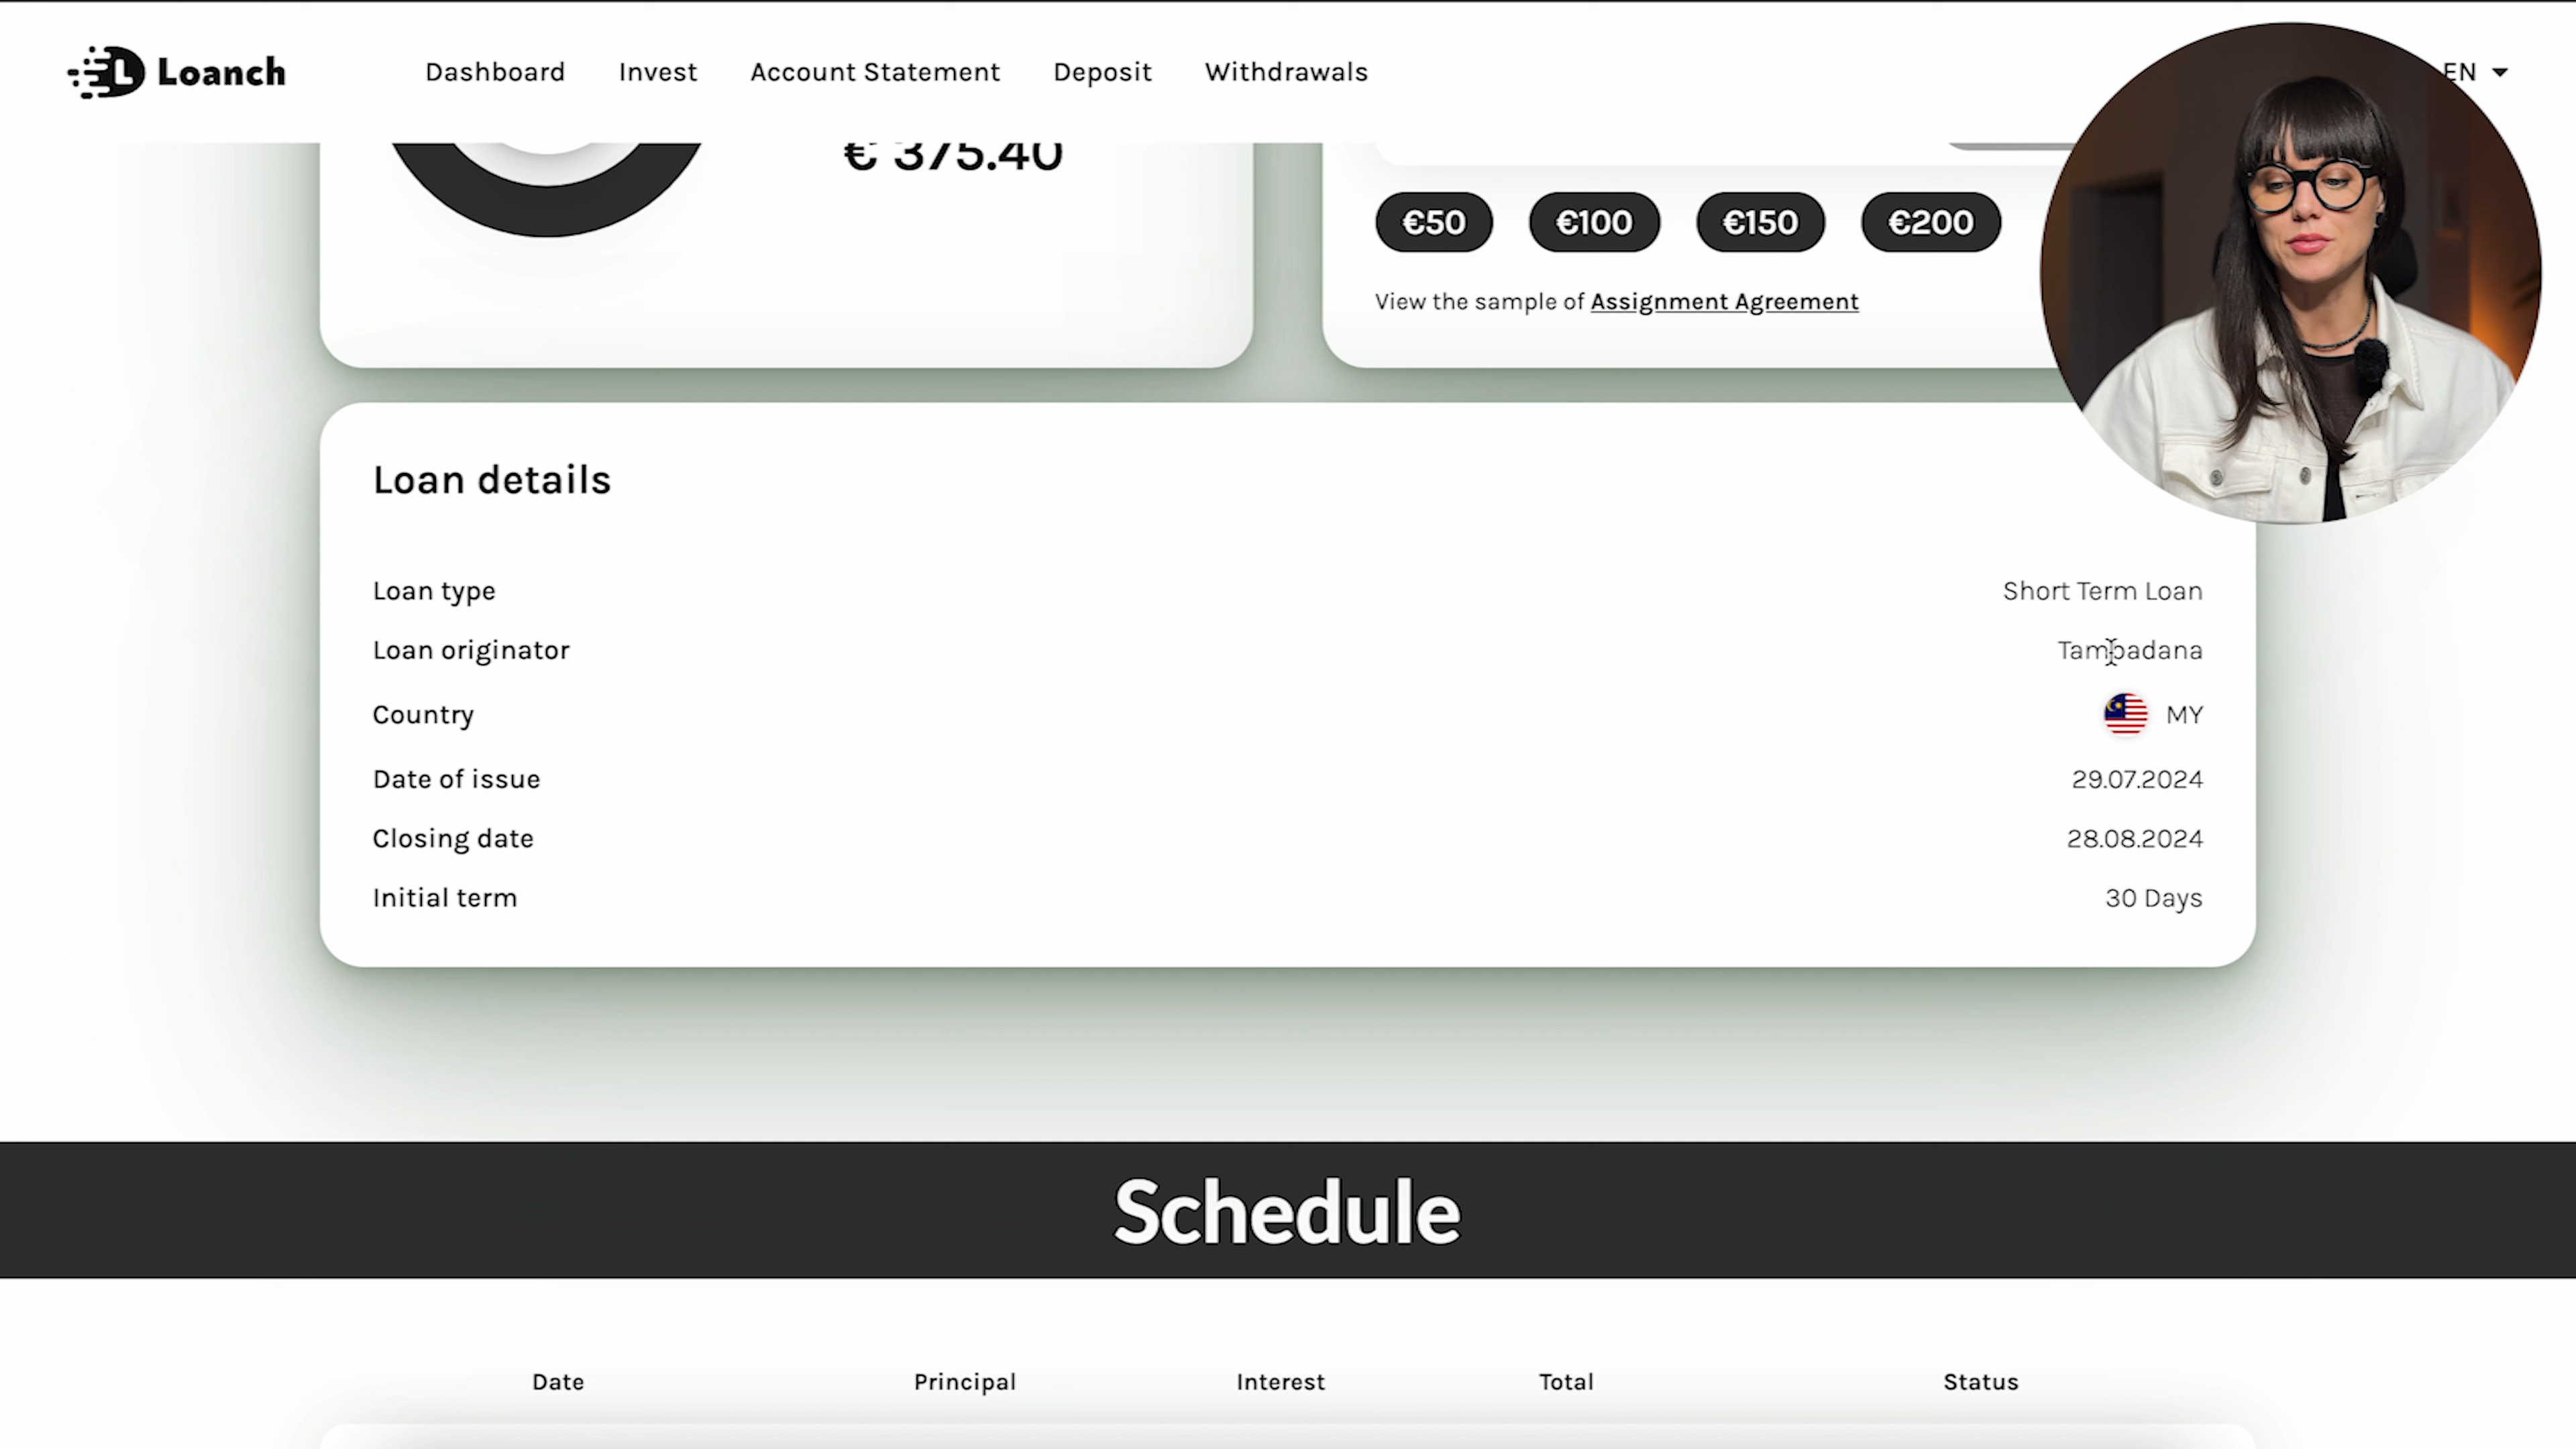 Loanch
Dashboard Invest Account Statement Deposit Withdrawals EN
€ 375.40
€50 €100 €150 €200
View the sample of Assignment Agreement
Loan details
Loan type Short Term Loan
Loan originator Tambadana
Country MY
Date of issue 29.07.2024
Closing date 28.08.2024
Initial term 30 Days
Schedule
Date Principal Interest Total Status